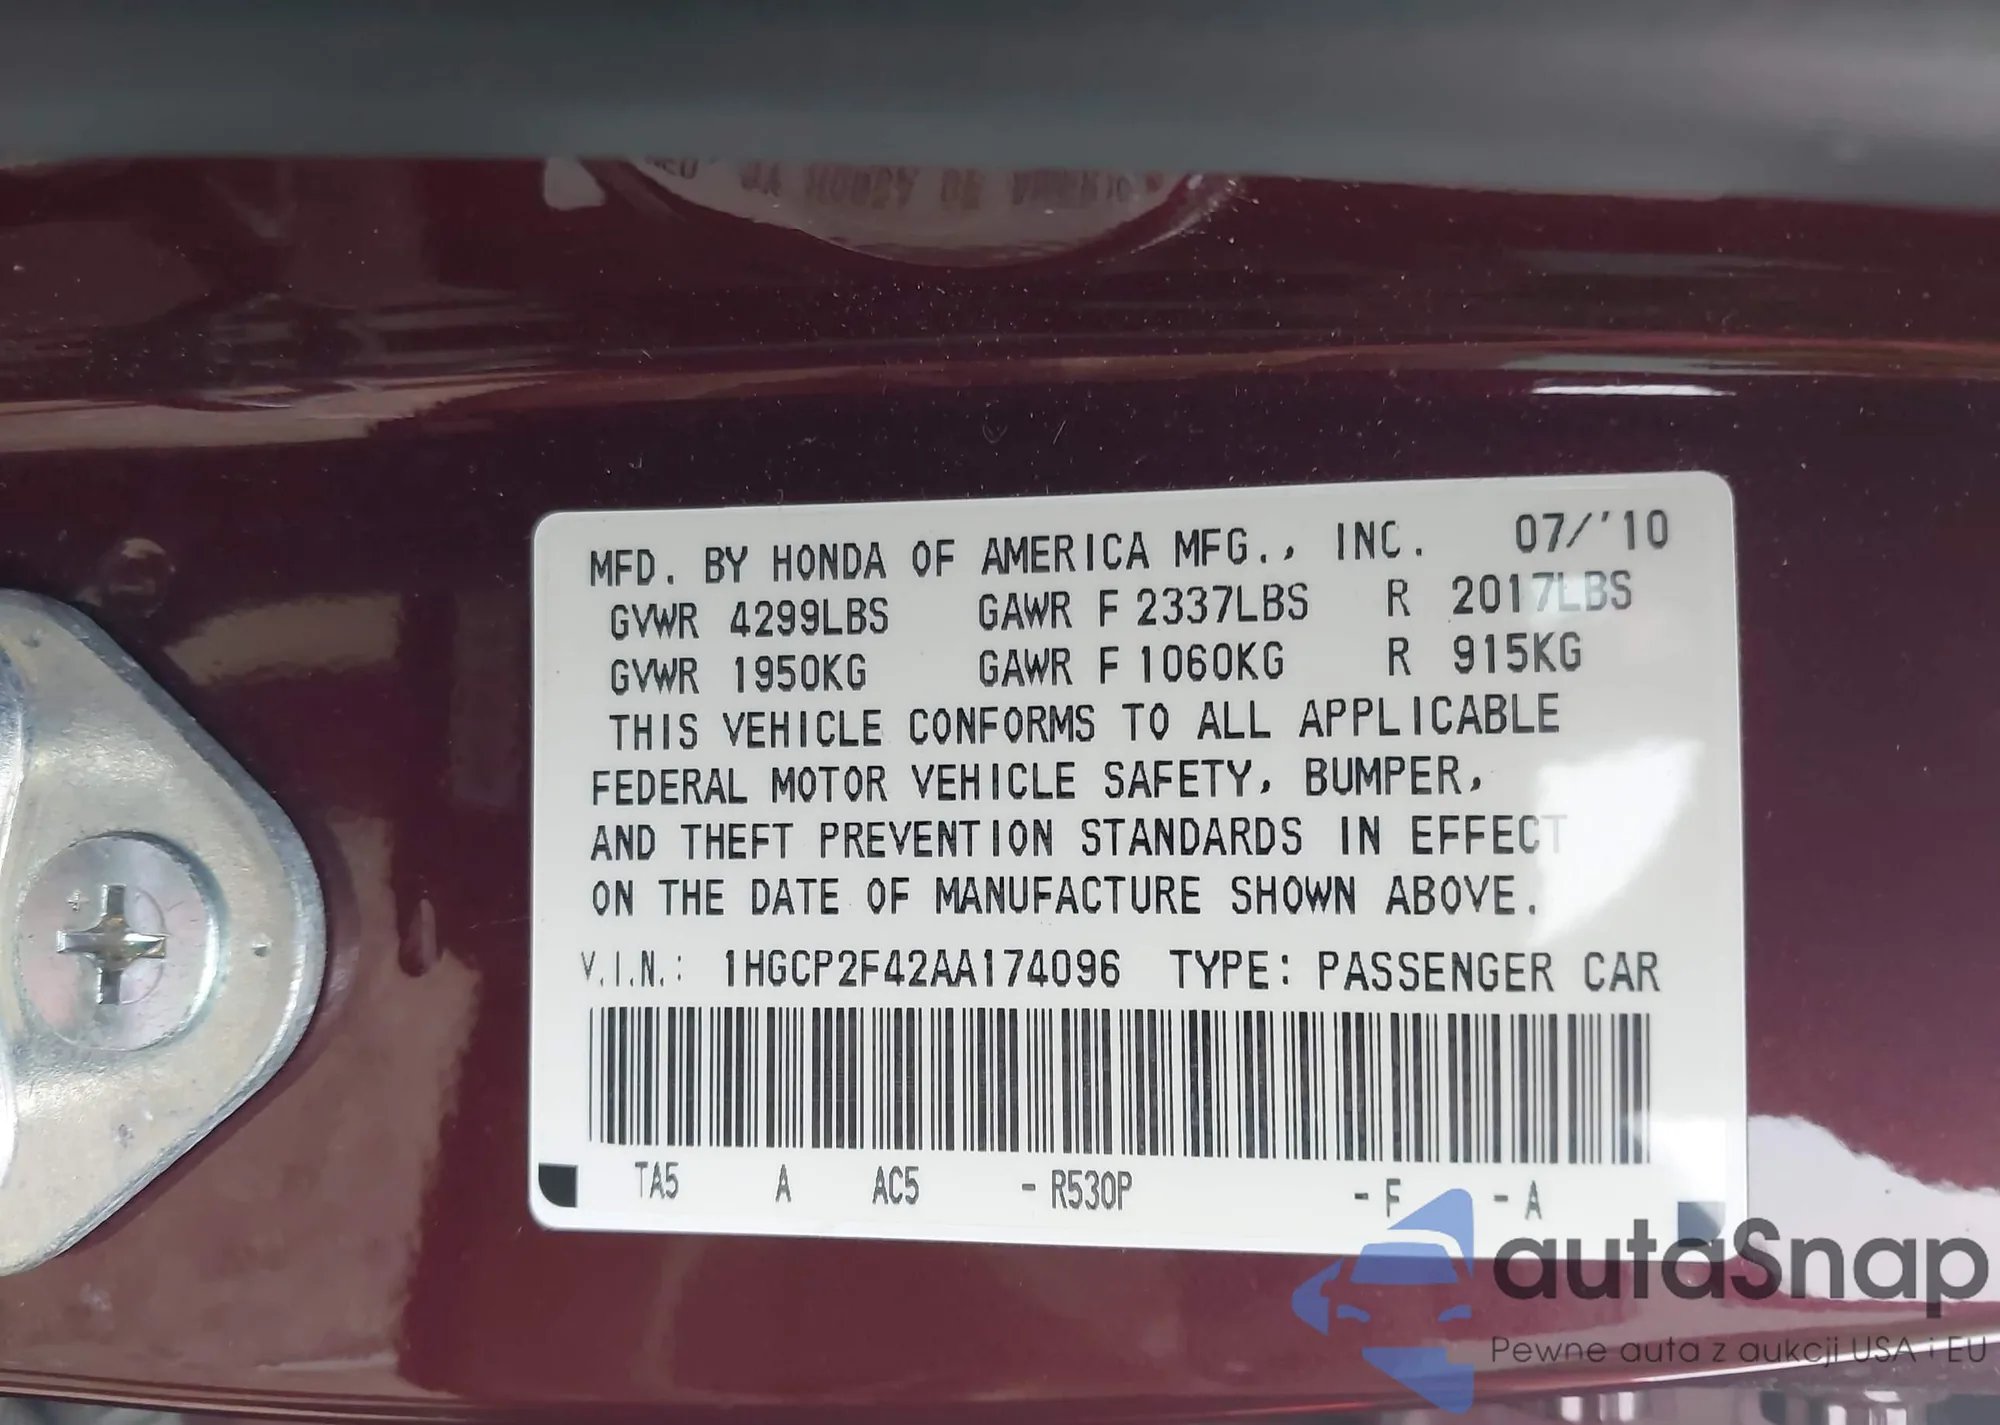 MFD. BY HONDA OF AMERICA MFG., INC. 07/'10
GVWR 4299LBS GAWR F 2337LBS R 2017LBS
GVWR 1950KG GAWR F 1060KG R 915KG
THIS VEHICLE CONFORMS TO ALL APPLICABLE
FEDERAL MOTOR VEHICLE SAFETY, BUMPER,
AND THEFT PREVENTION STANDARDS IN EFFECT
ON THE DATE OF MANUFACTURE SHOWN ABOVE.
V.I.N.: 1HGCP2F42AA174096 TYPE: PASSENGER CAR
TA5 A AC5 - R530P - F - A
autaSnap
Pewne auta z aukcji USA i EU